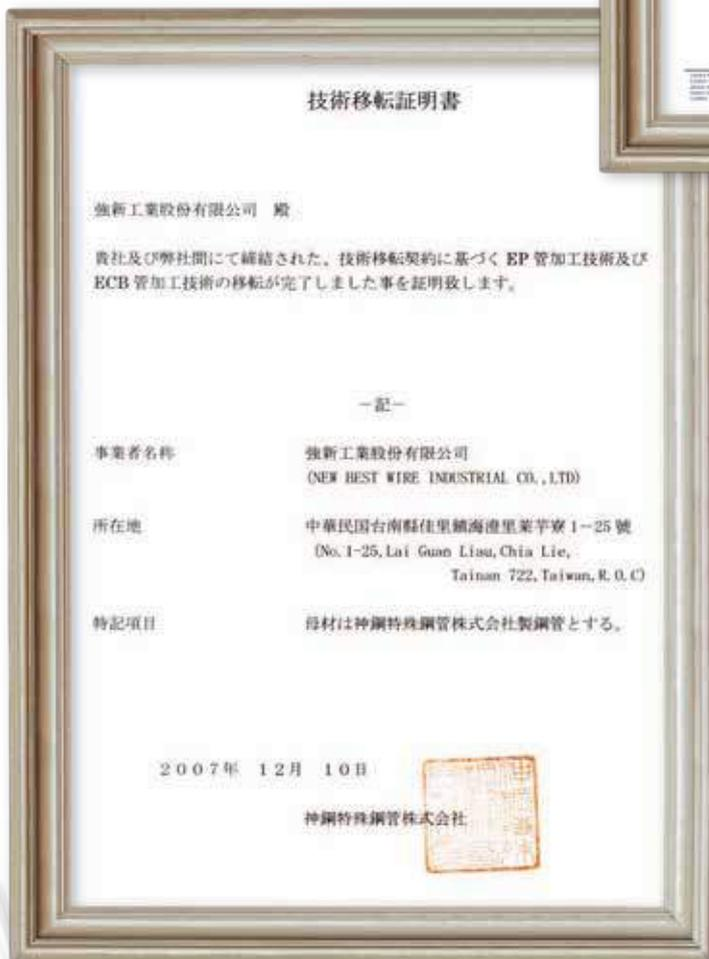 技術移転証明書
強新工業股份有限公司 殿
貴社及び弊社間にて締結された、技術移転契約に基づく EP 管加工技術及び
ECB 管加工技術の移転が完了しました事を証明致します。
－記－
事業者名称 強新工業股份有限公司
(NEW BEST WIRE INDUSTRIAL CO.,LTD)
所在地 中華民国台南縣佳里鎮海澄里萊芋寮 1－25 號
(No.1-25,Lai Guan Liau,Chia Lie,
Tainan 722,Taiwan,R.O.C)
特記項目 母材は神鋼特殊鋼管株式会社製鋼管とする。
2007年 12月 10日
神鋼特殊鋼管株式会社